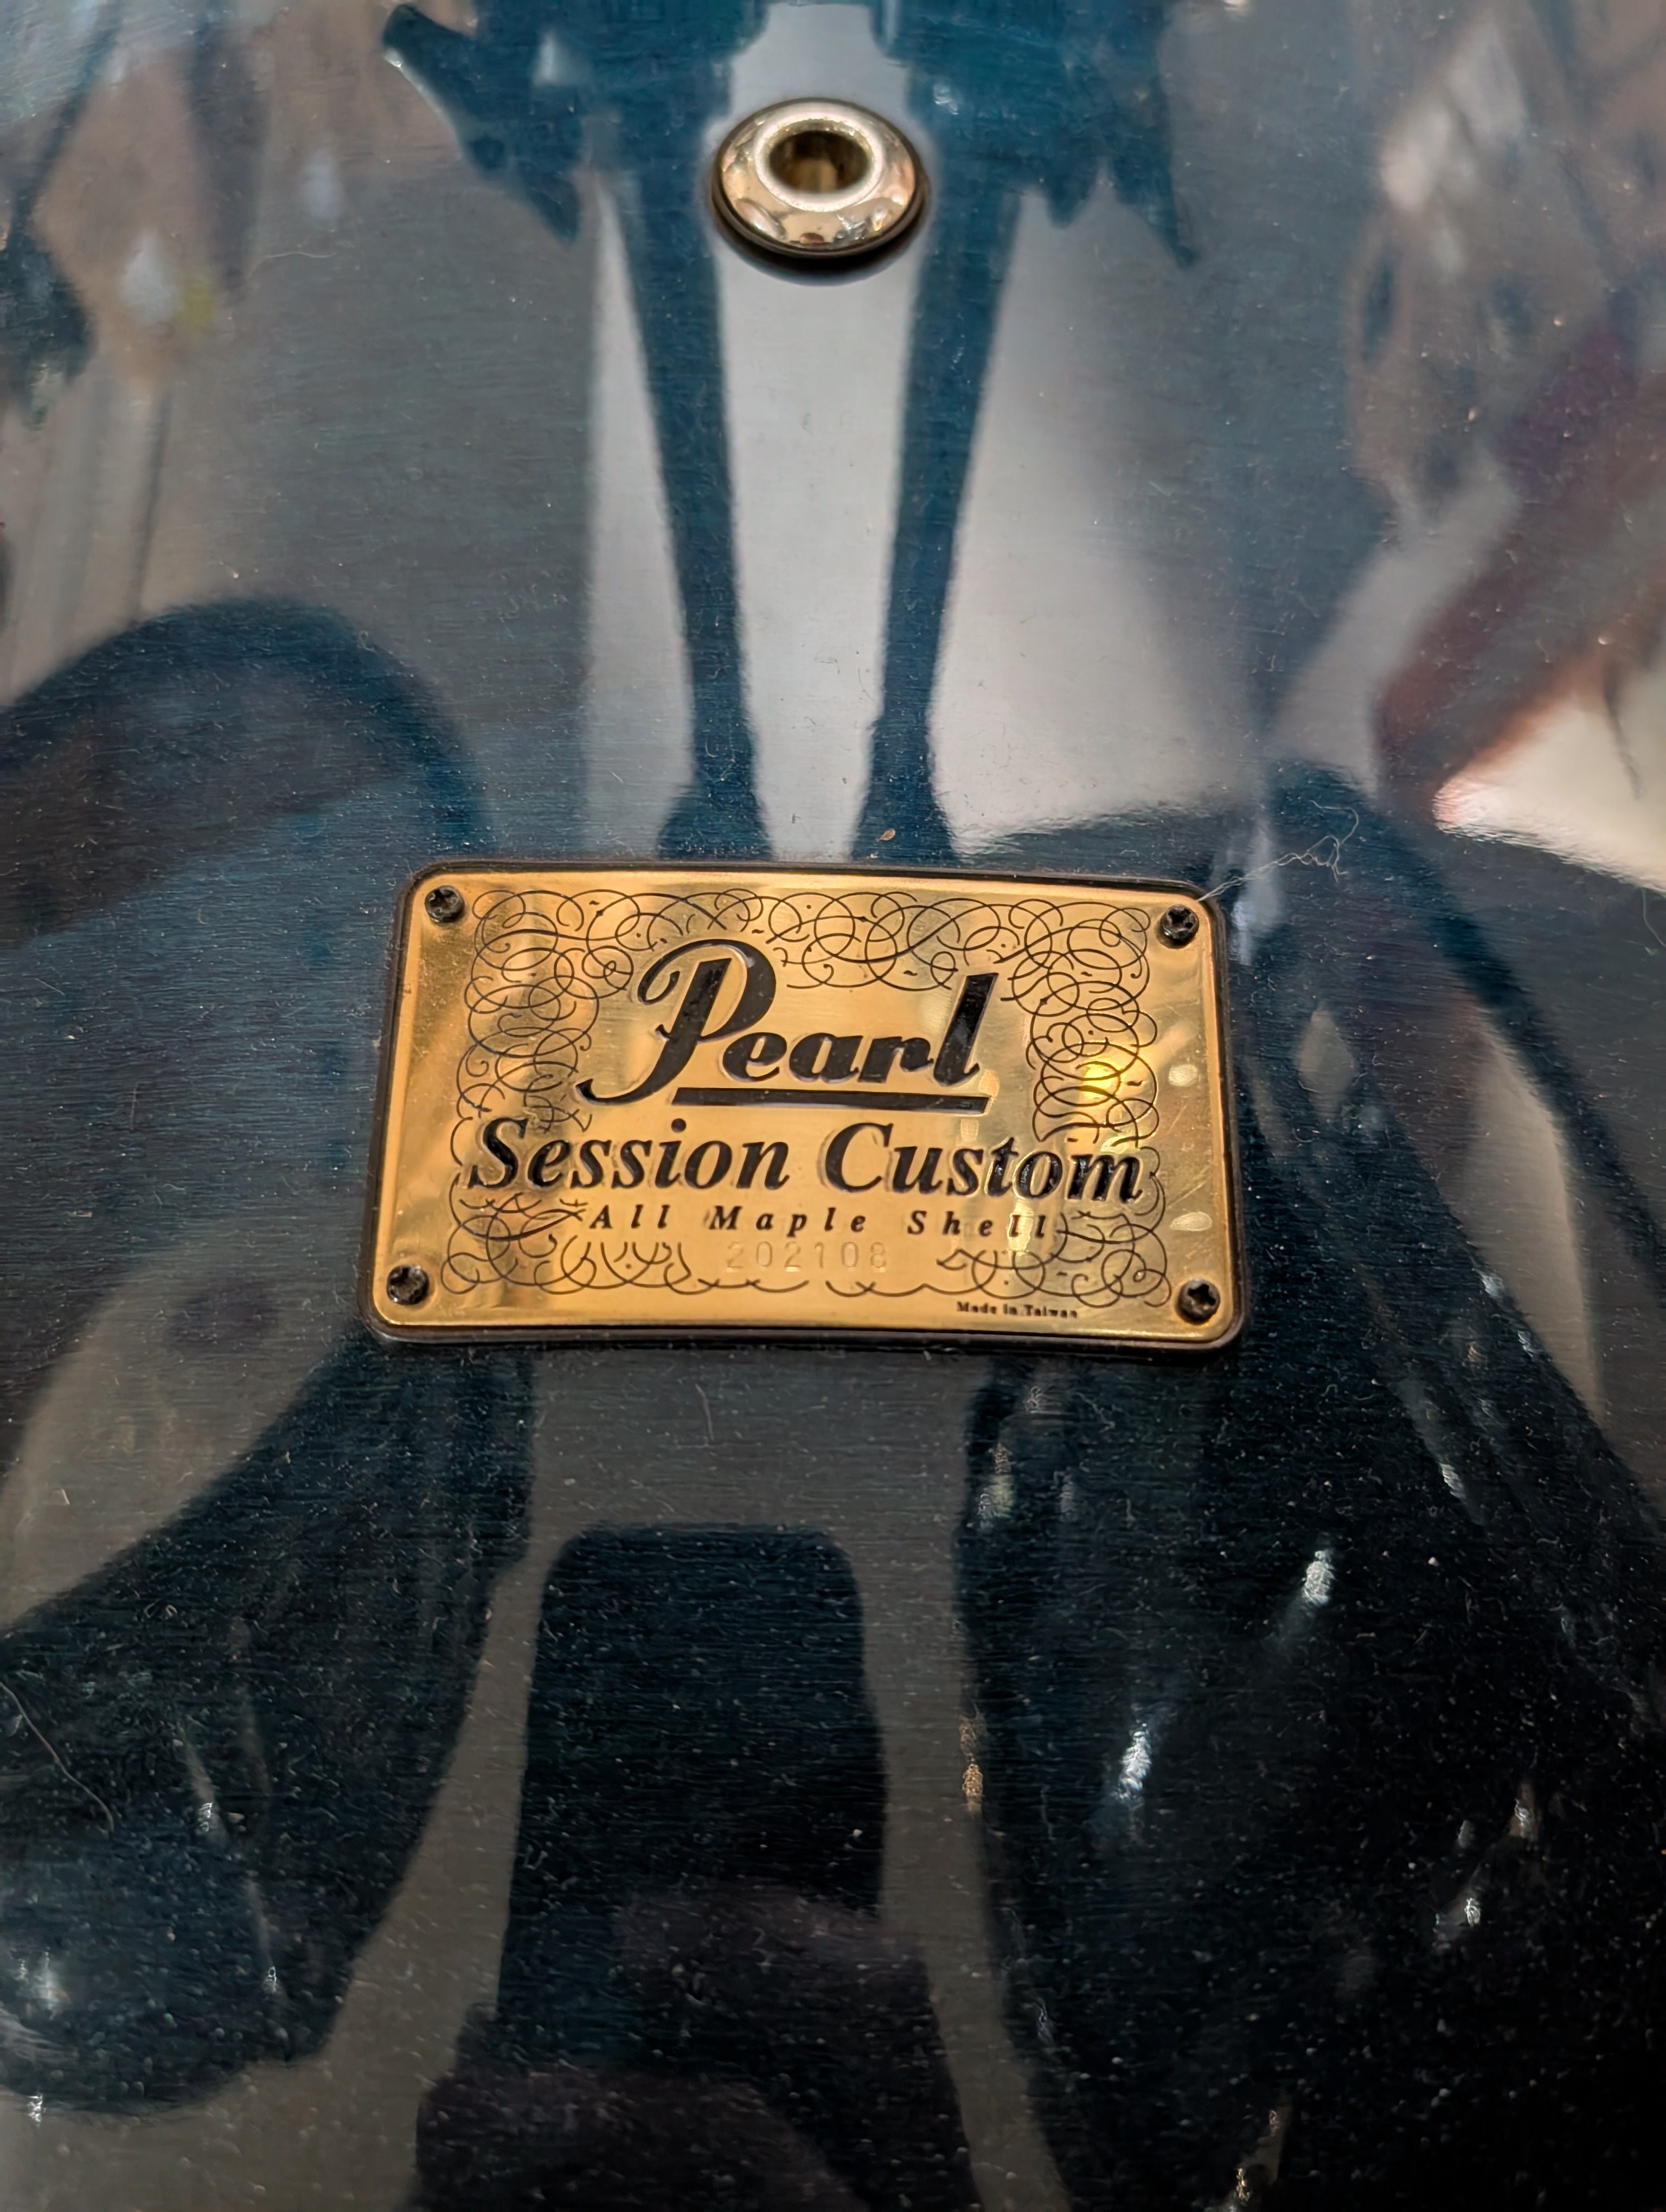 Pearl
Session Custom
All Maple Shell
202108
Made in Taiwan